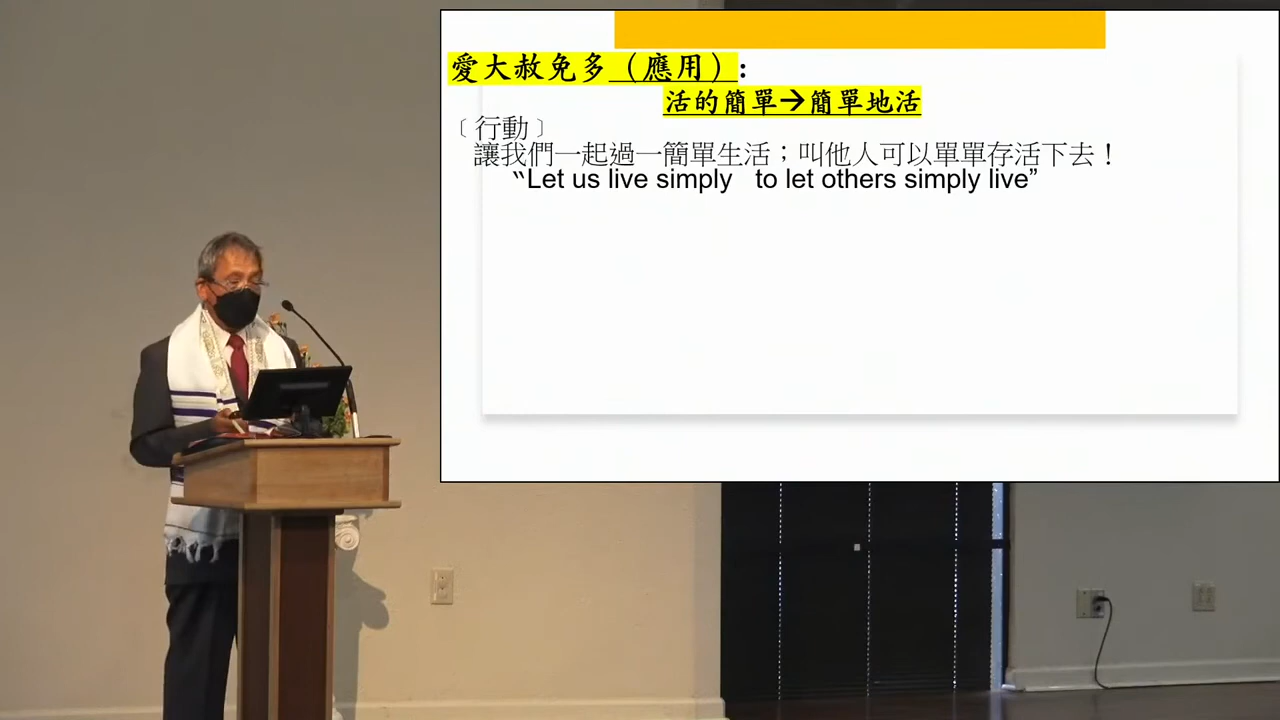 愛大赦免多（應用）:
活的簡單→簡單地活
﹝行動﹞
讓我們一起過一簡單生活；叫他人可以單單存活下去！
“Let us live simply to let others simply live”